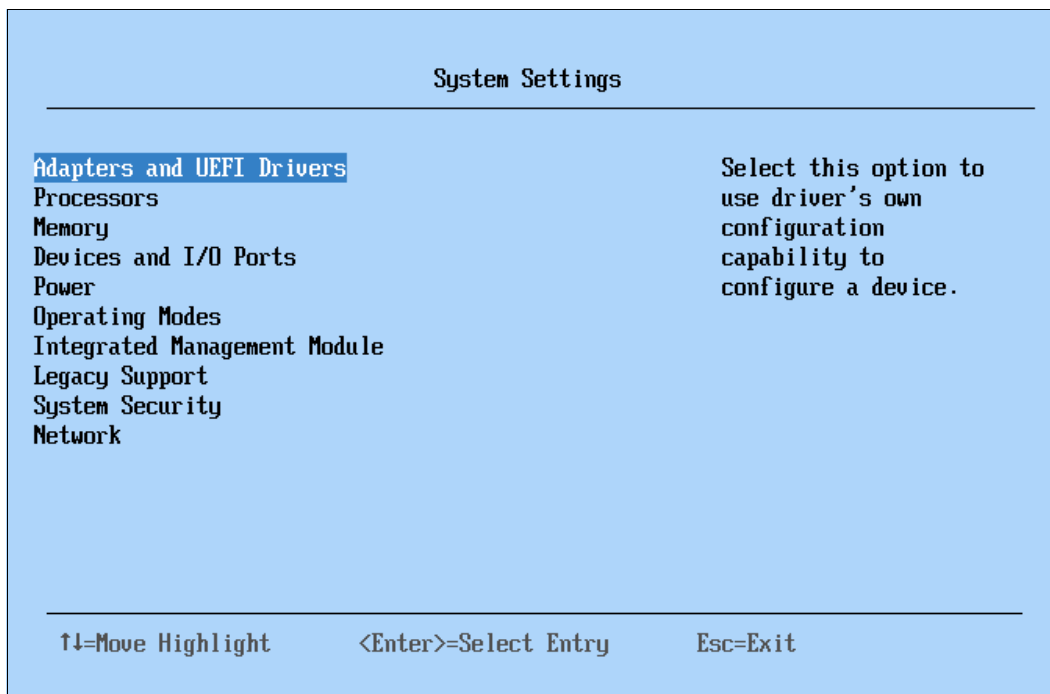 System Settings
Adapters and UEFI Drivers
Processors
Memory
Devices and I/O Ports
Power
Operating Modes
Integrated Management Module
Legacy Support
System Security
Network
Select this option to
use driver's own
configuration
capability to
configure a device.
↑↓=Move Highlight <Enter>=Select Entry Esc=Exit